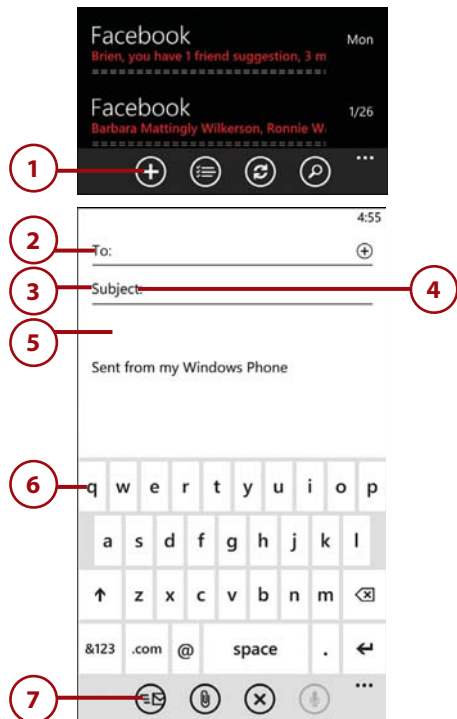 Facebook Mon
Brien, you have 1 friend suggestion, 3 m
Facebook 1/26
Barbara Mattingly Wilkerson, Ronnie W
1
4:55
2 To:
3 Subject: 4
5
Sent from my Windows Phone
6 q w e r t y u i o p
a s d f g h j k l
z x c v b n m
&123 .com @ space .
7